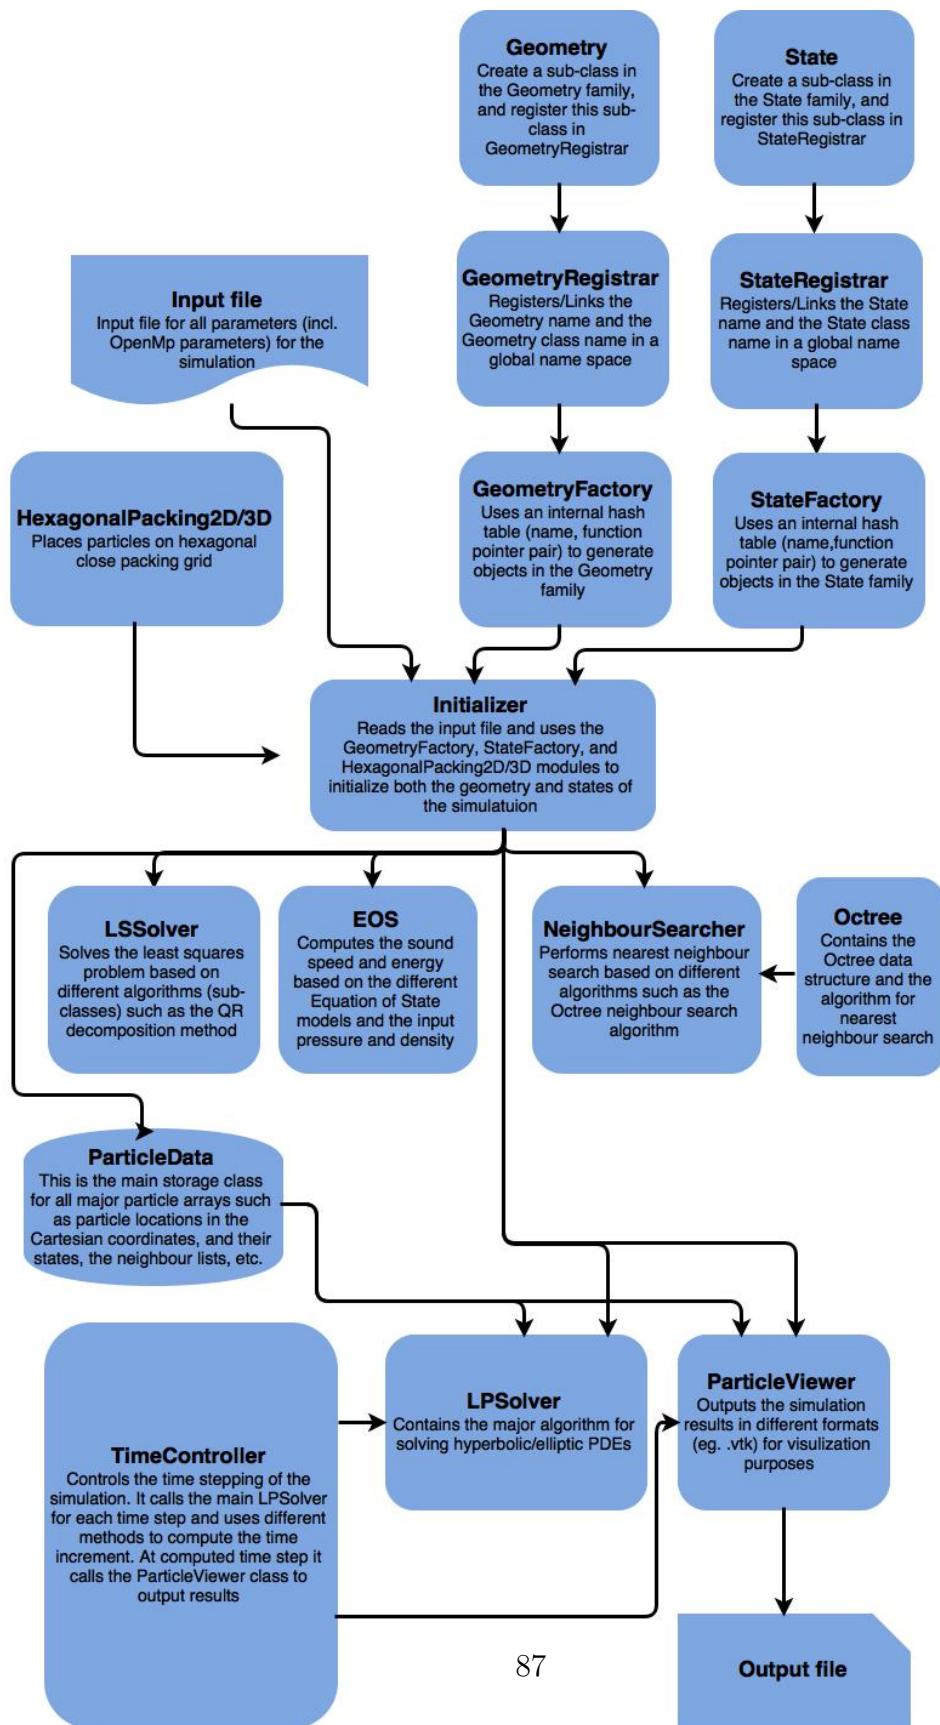 Geometry
Create a sub-class in
the Geometry family,
and register this sub-
class in
GeometryRegistrar
State
Create a sub-class in
the State family, and
register this sub-class in
StateRegistrar
GeometryRegistrar
Registers/Links the
Geometry name and the
Geometry class name in a
global name space
StateRegistrar
Registers/Links the State
name and the State class
name in a global name
space
Input file
Input file for all parameters (incl.
OpenMp parameters) for the
simulation
HexagonalPacking2D/3D
Places particles on hexagonal
close packing grid
GeometryFactory
Uses an internal hash
table (name, function
pointer pair) to generate
objects in the Geometry
family
StateFactory
Uses an internal hash
table (name,function
pointer pair) to generate
objects in the State family
Initializer
Reads the input file and uses the
GeometryFactory, StateFactory, and
HexagonalPacking2D/3D modules to
initialize both the geometry and states of
the simulatuion
LSSolver
Solves the least squares
problem based on
different algorithms (sub-
classes) such as the QR
decomposition method
EOS
Computes the sound
speed and energy
based on the different
Equation of State
models and the input
pressure and density
NeighbourSearcher
Performs nearest neighbour
search based on different
algorithms such as the
Octree neighbour search
algorithm
Octree
Contains the
Octree data
structure and the
algorithm for
nearest
neighbour search
ParticleData
This is the main storage class
for all major particle arrays such
as particle locations in the
Cartesian coordinates, and their
states, the neighbour lists, etc.
TimeController
Controls the time stepping of the
simulation. It calls the main LPSolver
for each time step and uses different
methods to compute the time
increment. At computed time step it
calls the ParticleViewer class to
output results
LPSolver
Contains the major algorithm for
solving hyperbolic/elliptic PDEs
ParticleViewer
Outputs the simulation
results in different formats
(eg. .vtk) for visulization
purposes
Output file
87